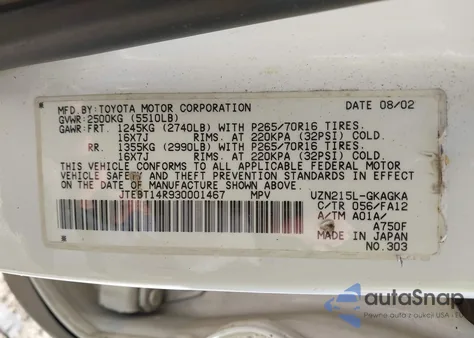 MFD.BY: TOYOTA MOTOR CORPORATION DATE 08/02
GVWR: 2500KG (5510LB)
GAWR: FRT. 1245KG (2740LB) WITH P265/70R16 TIRES.
16X7J RIMS. AT 220KPA (32PSI) COLD.
RR. 1355KG (2990LB) WITH P265/70R16 TIRES.
16X7J RIMS. AT 220KPA (32PSI) COLD.
THIS VEHICLE CONFORMS TO ALL APPLICABLE FEDERAL MOTOR
VEHICLE SAFETY AND THEFT PREVENTION STANDARDS
IN EFFECT ON THE DATE OF MANUFACTURE SHOWN ABOVE.
JTEBT14R930001467 MPV UZN215L-GKAGKA
C/TR 056/FA12
A/TM A01A/
A750F
MADE IN JAPAN
NO.303
autoSnap
Pewne auta z aukcji USA